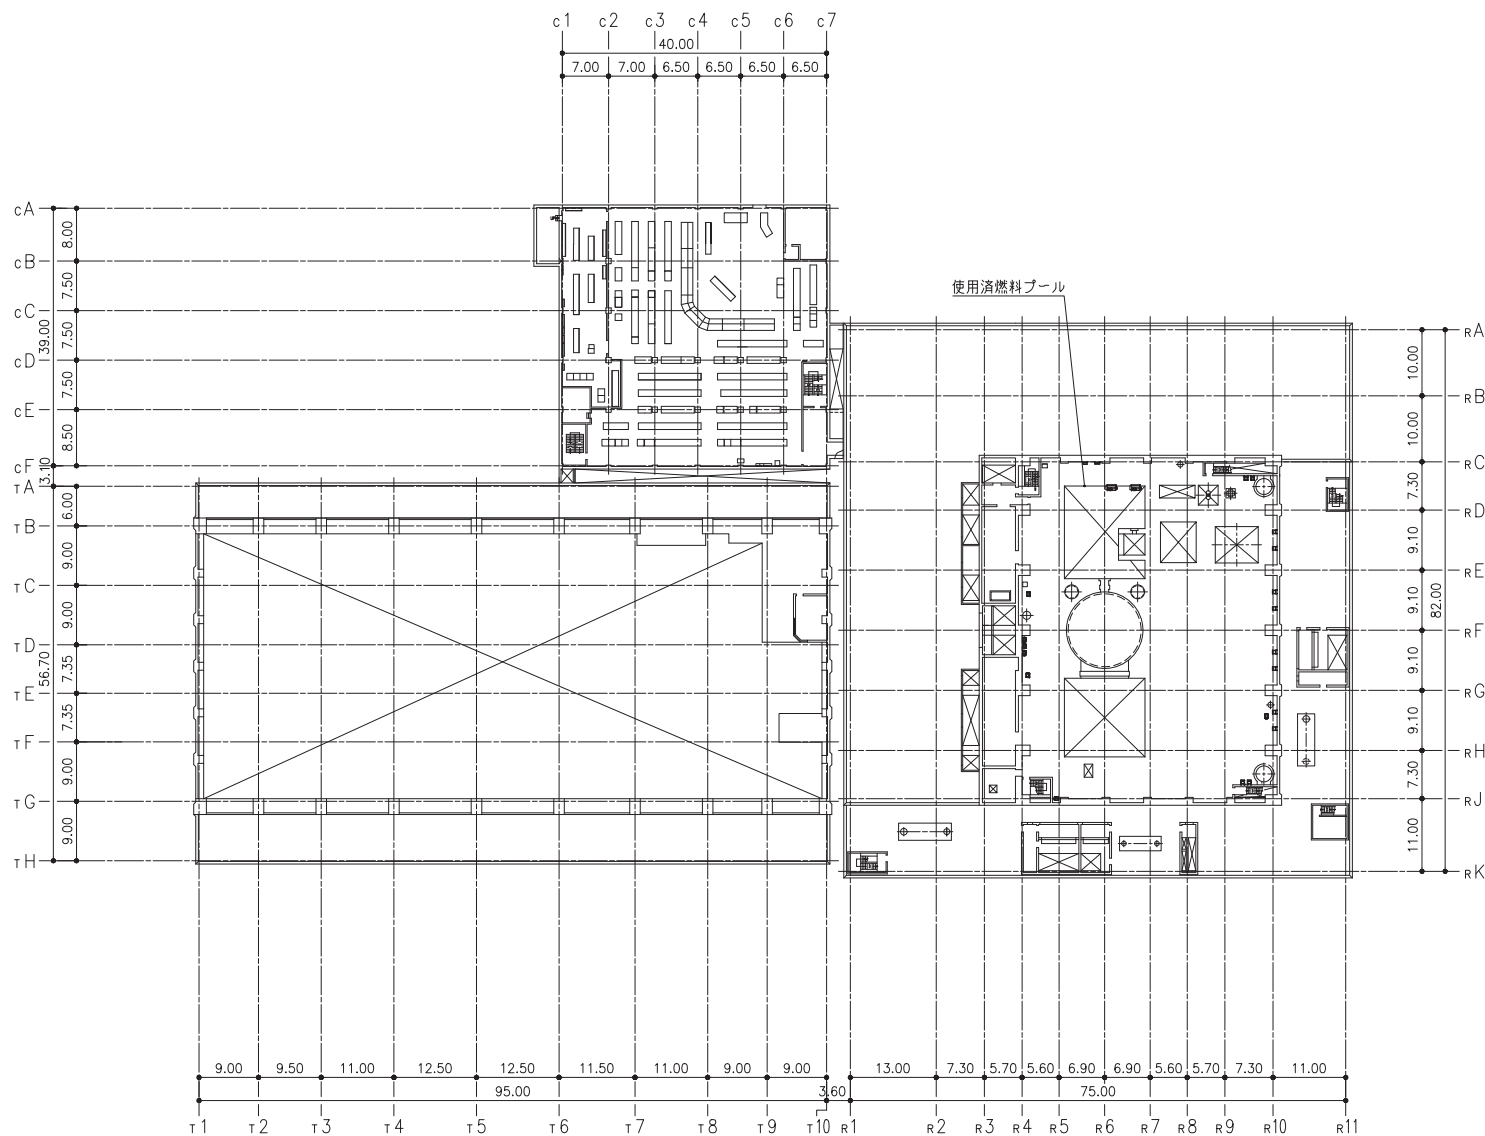 c1 c2 c3 c4 c5 c6 c7
40.00
7.00 7.00 6.50 6.50 6.50 6.50
cA
8.00
cB
7.50
cC
39.00
7.50
cD
7.50
cE
8.50
cF
3.10
TA
6.00
TB
9.00
TC
9.00
TD
56.70
7.35
TE
7.35
TF
9.00
TG
9.00
TH
使用済燃料プール
RA
10.00
RB
10.00
RC
7.30
RD
9.10
RE
9.10
82.00
RF
9.10
RG
9.10
RH
7.30
RJ
11.00
RK
9.00 9.50 11.00 12.50 12.50 11.50 11.00 9.00 9.00 13.00 7.30 5.70 5.60 6.90 6.90 5.60 5.70 7.30 11.00
95.00 3.60 75.00
T1 T2 T3 T4 T5 T6 T7 T8 T9 T10 R1 R2 R3 R4 R5 R6 R7 R8 R9 R10 R11